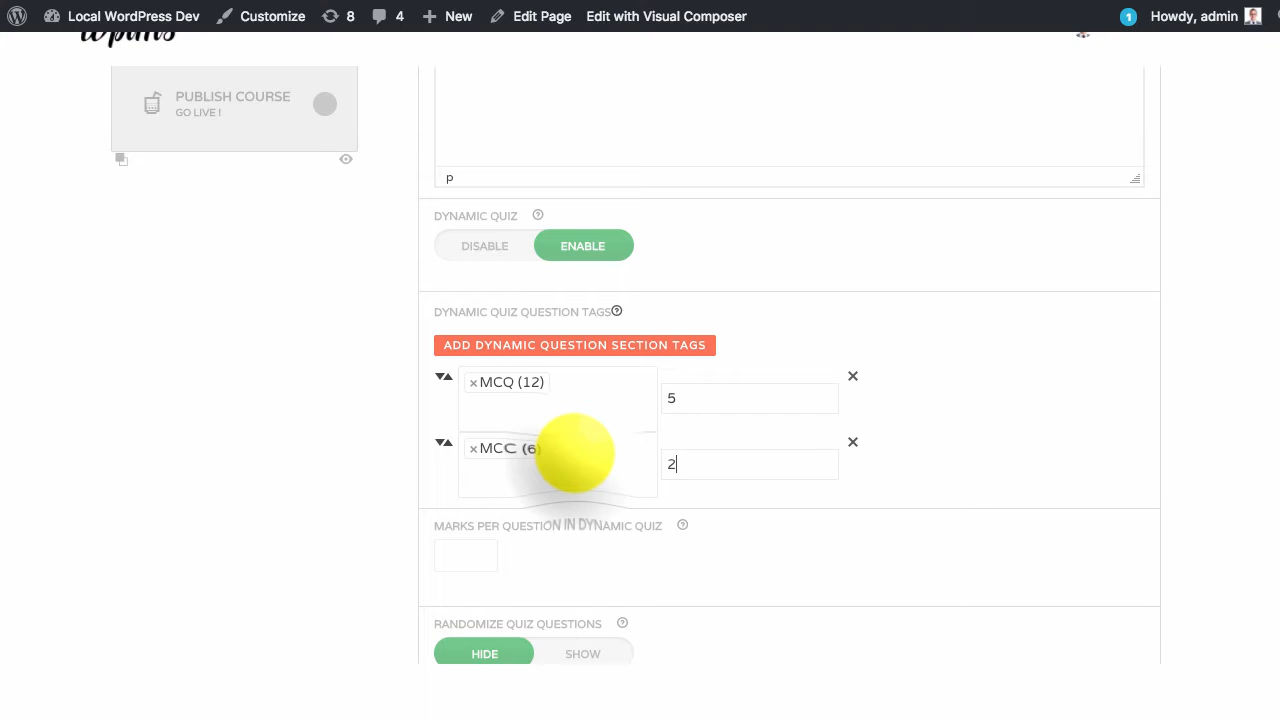 Local WordPress Dev 8 4 New Edit Page Edit with Visual Composer 1 Howdy, admin
Customize
wplms
PUBLISH COURSE
GO LIVE !
p
DYNAMIC QUIZ
DISABLE ENABLE
DYNAMIC QUIZ QUESTION TAGS
ADD DYNAMIC QUESTION SECTION TAGS
×MCQ (12)
5
×MCC (6)
2
MARKS PER QUESTION IN DYNAMIC QUIZ
RANDOMIZE QUIZ QUESTIONS
HIDE SHOW